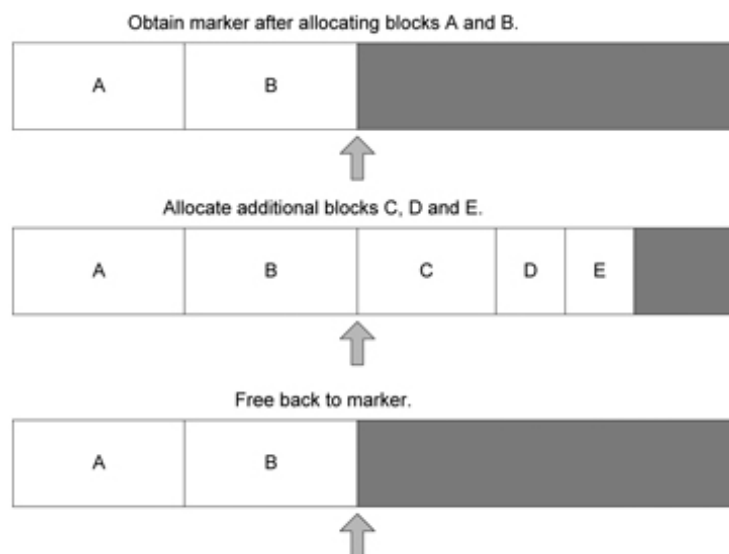 Obtain marker after allocating blocks A and B.
A B
Allocate additional blocks C, D and E.
A B C D E
Free back to marker.
A B